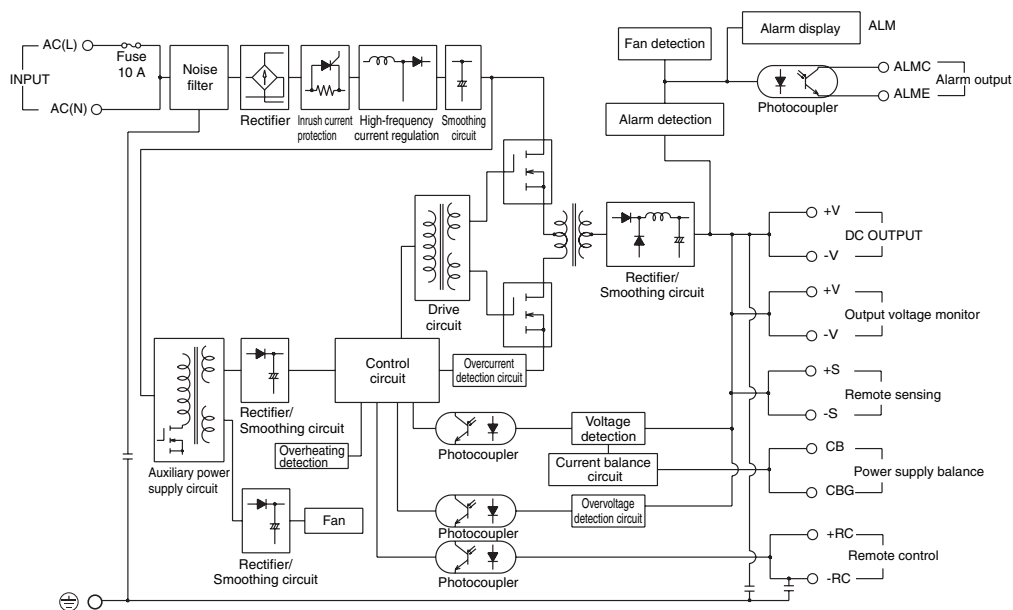 AC(L)
Fuse
10 A
INPUT
AC(N)
Noise
filter
Rectifier
Inrush current
protection
High-frequency
current regulation
Smoothing
circuit
Fan detection
Alarm display
ALM
ALMC
Alarm output
ALME
Photocoupler
Alarm detection
Drive
circuit
Rectifier/
Smoothing circuit
+V
DC OUTPUT
-V
+V
Output voltage monitor
-V
+S
Remote sensing
-S
CB
Power supply balance
CBG
+RC
Remote control
-RC
Auxiliary power
supply circuit
Rectifier/
Smoothing circuit
Control
circuit
Overcurrent
detection circuit
Overheating
detection
Photocoupler
Voltage
detection
Current balance
circuit
Rectifier/
Smoothing circuit
Fan
Photocoupler
Overvoltage
detection circuit
Photocoupler